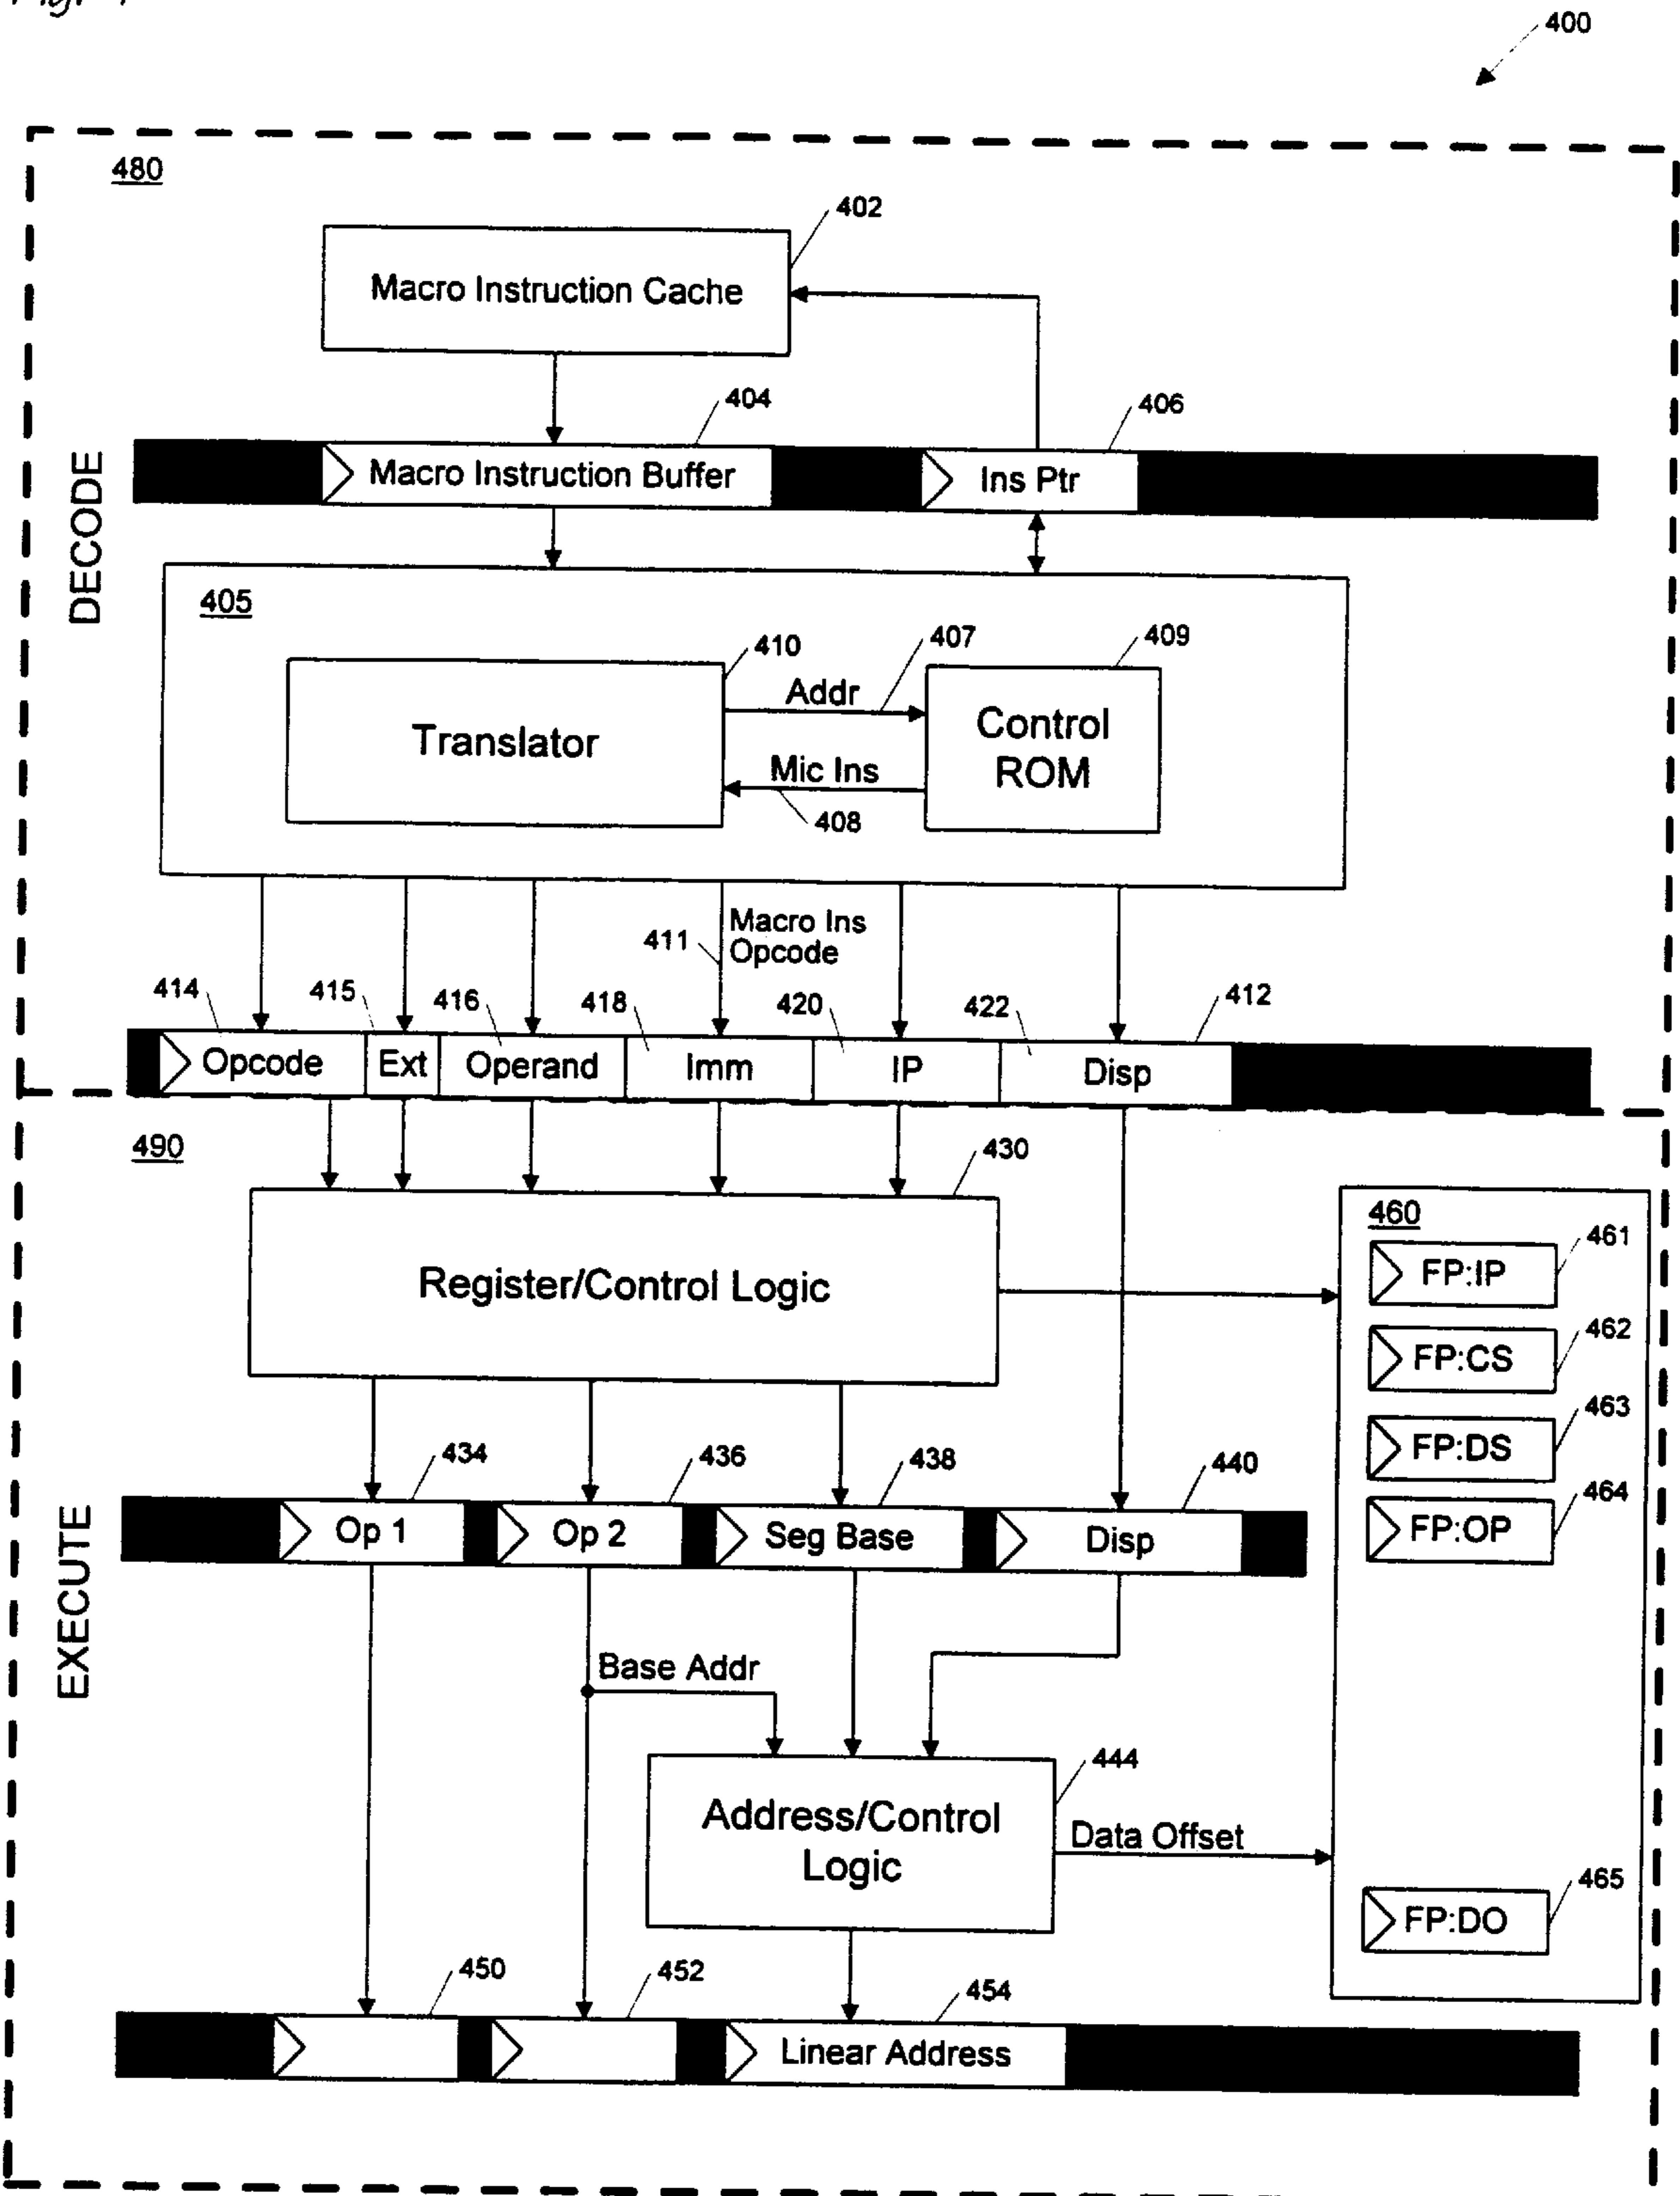 400
480
402
Macro Instruction Cache
404
406
Macro Instruction Buffer
Ins Ptr
DECODE
405
410
407
409
Addr
Translator
Control
ROM
Mic Ins
408
Macro Ins
Opcode
411
414
415
416
418
420
422
412
Opcode
Ext
Operand
Imm
IP
Disp
490
430
Register/Control Logic
460
461
FP:IP
462
FP:CS
463
FP:DS
464
FP:OP
434
436
438
440
Op 1
Op 2
Seg Base
Disp
EXECUTE
Base Addr
444
Address/Control
Logic
Data Offset
465
FP:DO
450
452
454
Linear Address